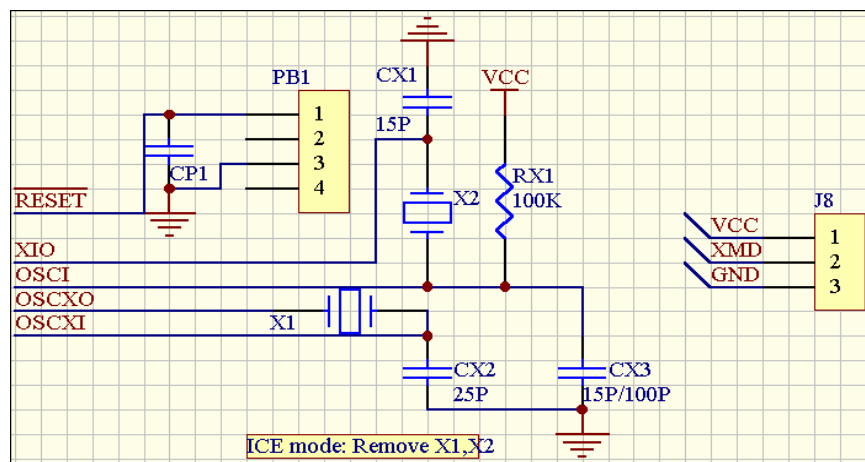 CX1
VCC
PB1
1
2
3
4
15P
CP1
RX1
100K
X2
RESET
J8
VCC
XMD
GND
1
2
3
XIO
OSCI
OSCXO
OSCXI
X1
CX2
25P
CX3
15P/100P
ICE mode: Remove X1,X2